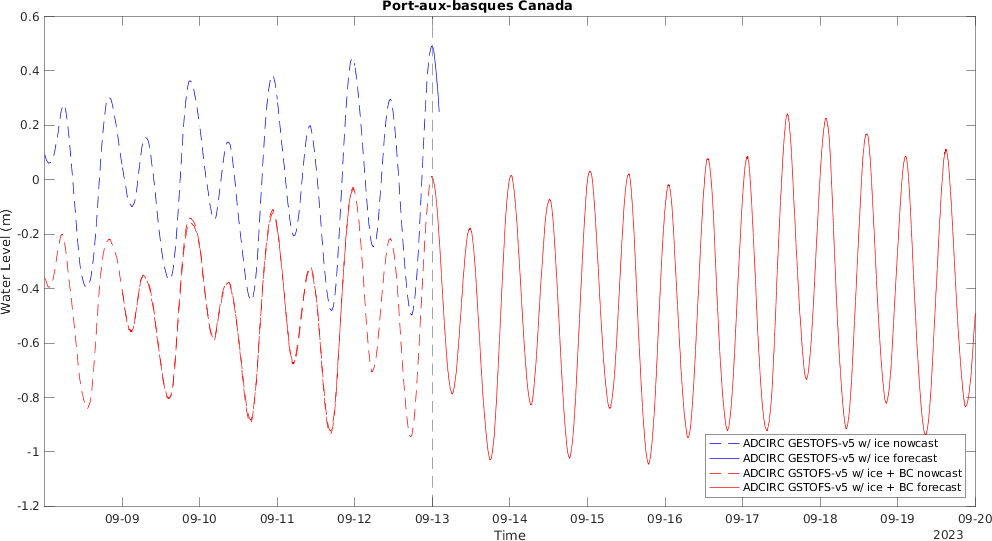 Port-aux-basques Canada
0.6
0.4
0.2
0
-0.2
-0.4
-0.6
-0.8
-1
-1.2
Water Level (m)
ADCIRC GESTOFS-v5 w/ ice nowcast
ADCIRC GESTOFS-v5 w/ ice forecast
ADCIRC GSTOFS-v5 w/ ice + BC nowcast
ADCIRC GSTOFS-v5 w/ ice + BC forecast
09-09 09-10 09-11 09-12 09-13 09-14 09-15 09-16 09-17 09-18 09-19 09-20
Time
2023